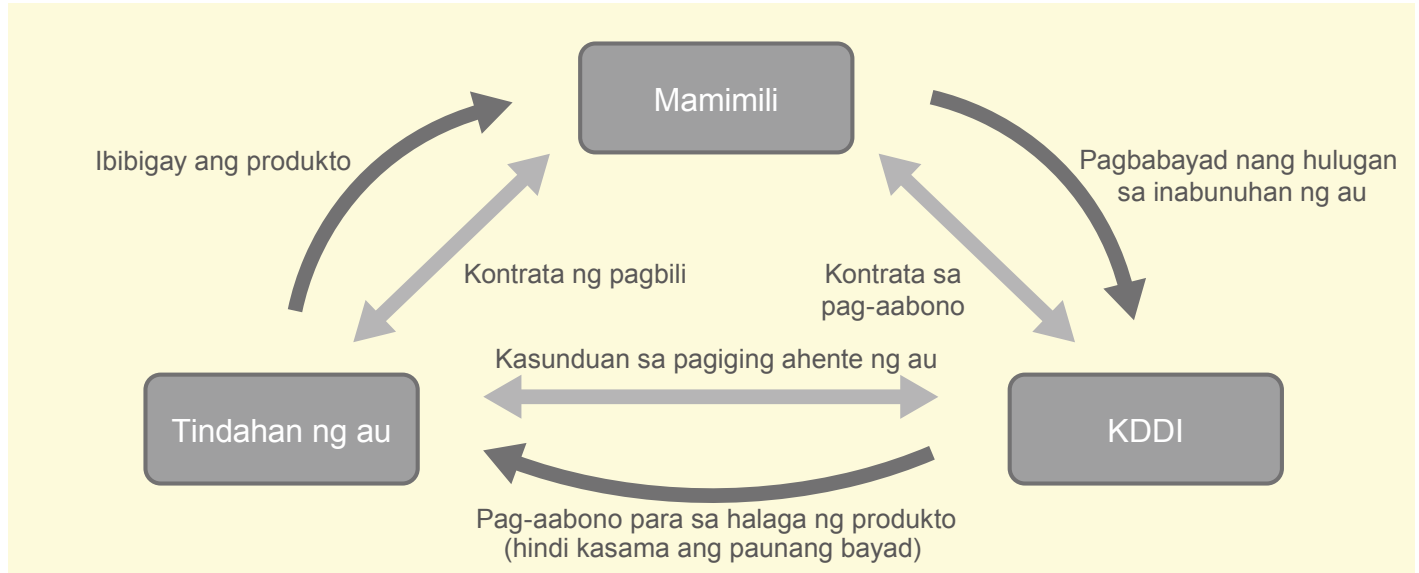 Mamimili
Ibibigay ang produkto
Pagbabayad nang hulugan
sa inabunuhan ng au
Kontrata ng pagbili
Kontrata sa
pag-aabono
Kasunduan sa pagiging ahente ng au
Tindahan ng au
KDDI
Pag-aabono para sa halaga ng produkto
(hindi kasama ang paunang bayad)